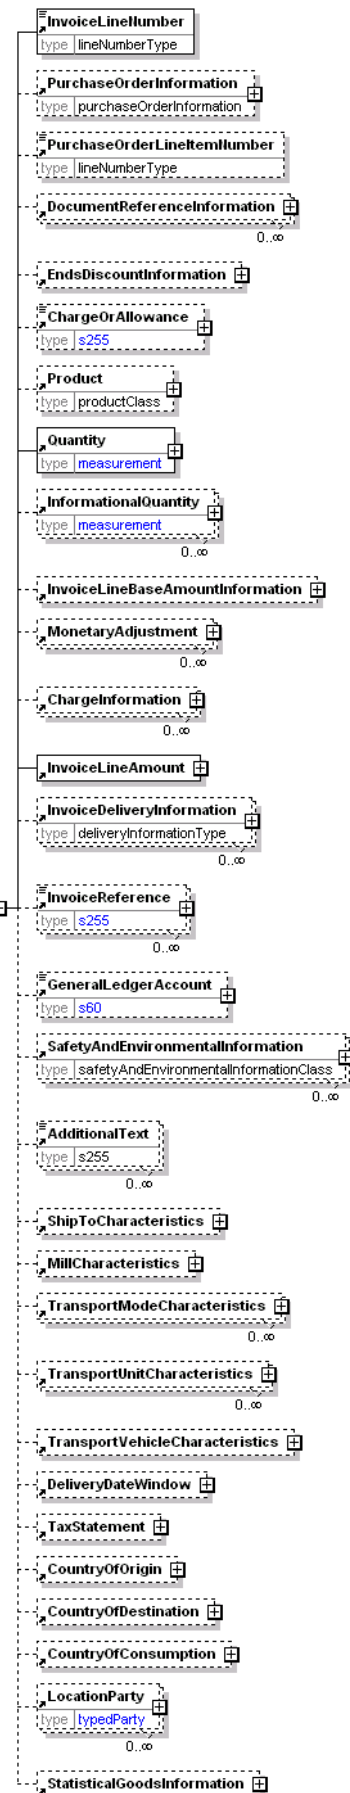 InvoiceLineNumber
type lineNumberType
PurchaseOrderInformation
type purchaseOrderInformation
PurchaseOrderLineItemNumber
type lineNumberType
DocumentReferenceInformation
0..∞
EndsDiscountInformation
ChargeOrAllowance
type s255
Product
type productClass
Quantity
type measurement
InformationalQuantity
type measurement
0..∞
InvoiceLineBaseAmountInformation
MonetaryAdjustment
0..∞
ChargeInformation
0..∞
InvoiceLineAmount
InvoiceDeliveryInformation
type deliveryInformationType
0..∞
InvoiceReference
type s255
0..∞
GeneralLedgerAccount
type s60
SafetyAndEnvironmentalInformation
type safetyAndEnvironmentalInformationClass
0..∞
AdditionalText
type s255
0..∞
ShipToCharacteristics
MillCharacteristics
TransportModeCharacteristics
0..∞
TransportUnitCharacteristics
0..∞
TransportVehicleCharacteristics
DeliveryDateWindow
TaxStatement
CountryOfOrigin
CountryOfDestination
CountryOfConsumption
LocationParty
type typedParty
0..∞
StatisticalGoodsInformation